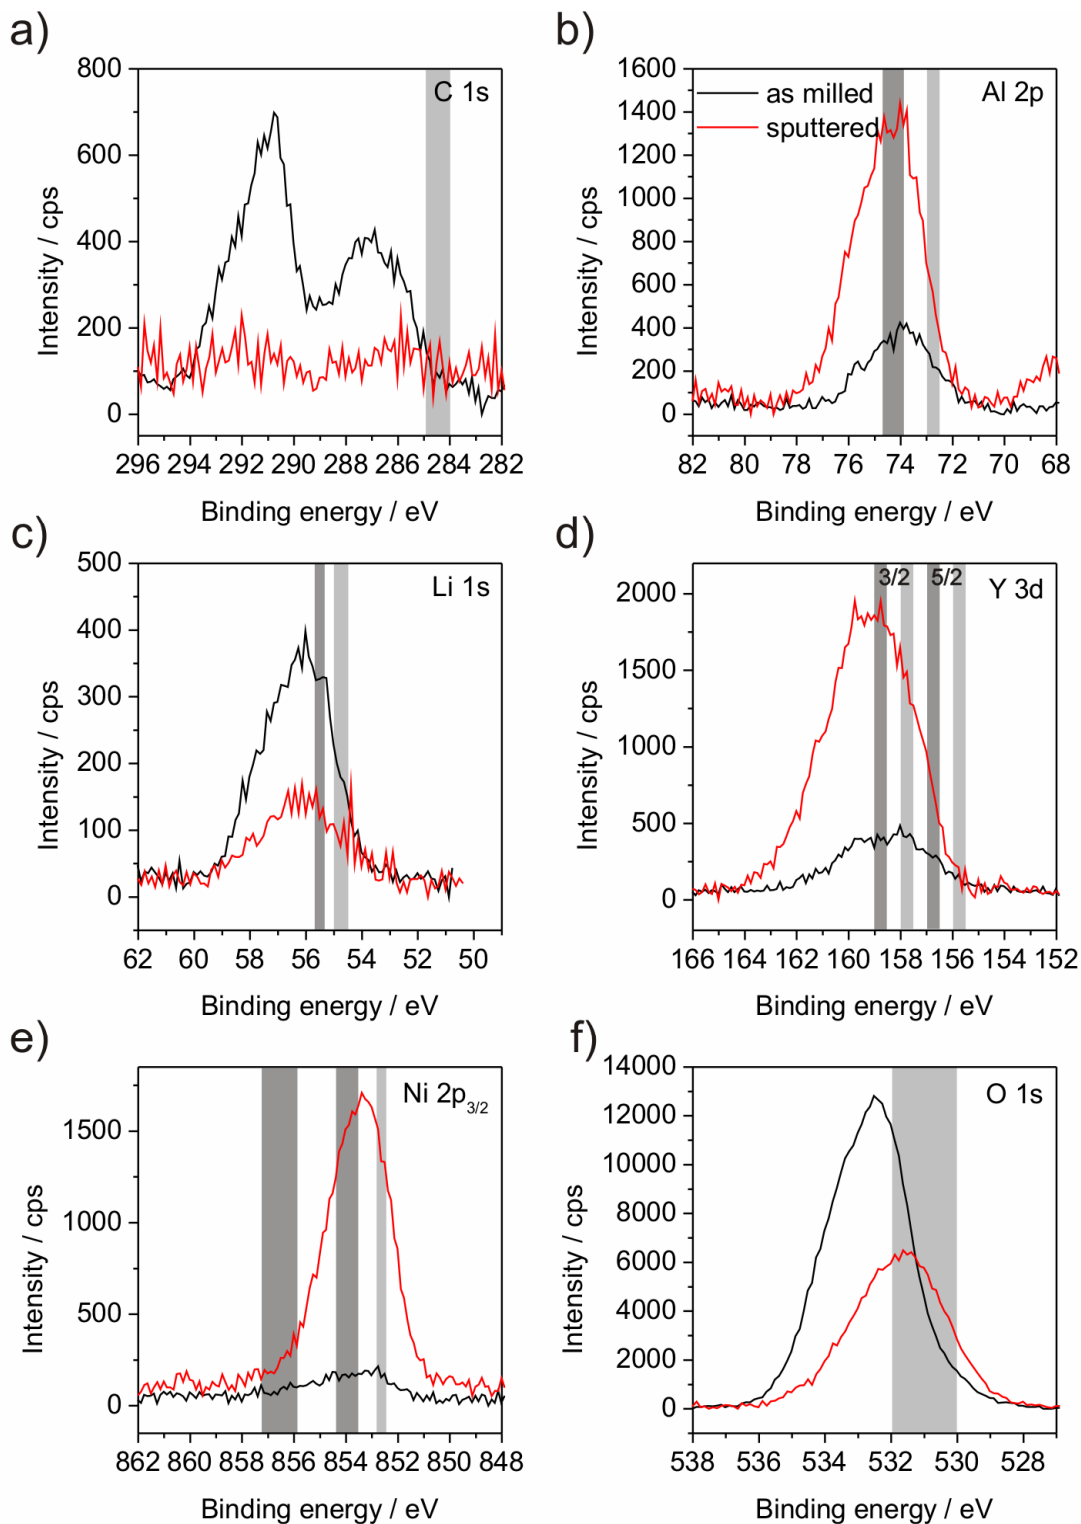 a)
800
600
400
200
0
C 1s
Intensity / cps
296 294 292 290 288 286 284 282
Binding energy / eV
b)
1600
1400
1200
1000
800
600
400
200
0
as milled
sputtered
Al 2p
Intensity / cps
82 80 78 76 74 72 70 68
Binding energy / eV
c)
500
400
300
200
100
0
Li 1s
Intensity / cps
62 60 58 56 54 52 50
Binding energy / eV
d)
2000
1500
1000
500
0
3/2 5/2
Y 3d
Intensity / cps
166 164 162 160 158 156 154 152
Binding energy / eV
e)
1500
1000
500
0
Ni 2p3/2
Intensity / cps
862 860 858 856 854 852 850 848
Binding energy / eV
f)
14000
12000
10000
8000
6000
4000
2000
0
O 1s
Intensity / cps
538 536 534 532 530 528
Binding energy / eV